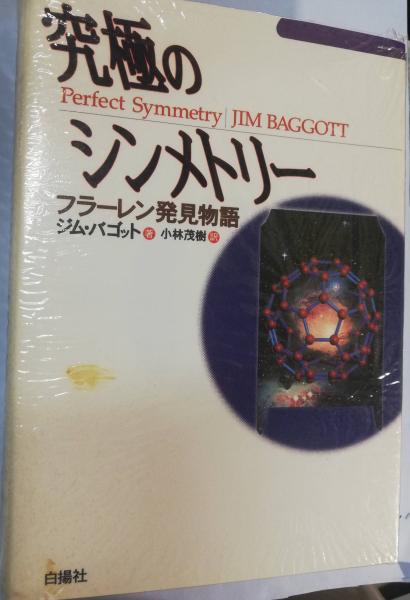 究極の
Perfect Symmetry | JIM BAGGOTT
シンメトリー
フラーレン発見物語
ジム・バゴット 著 小林茂樹 訳
白揚社